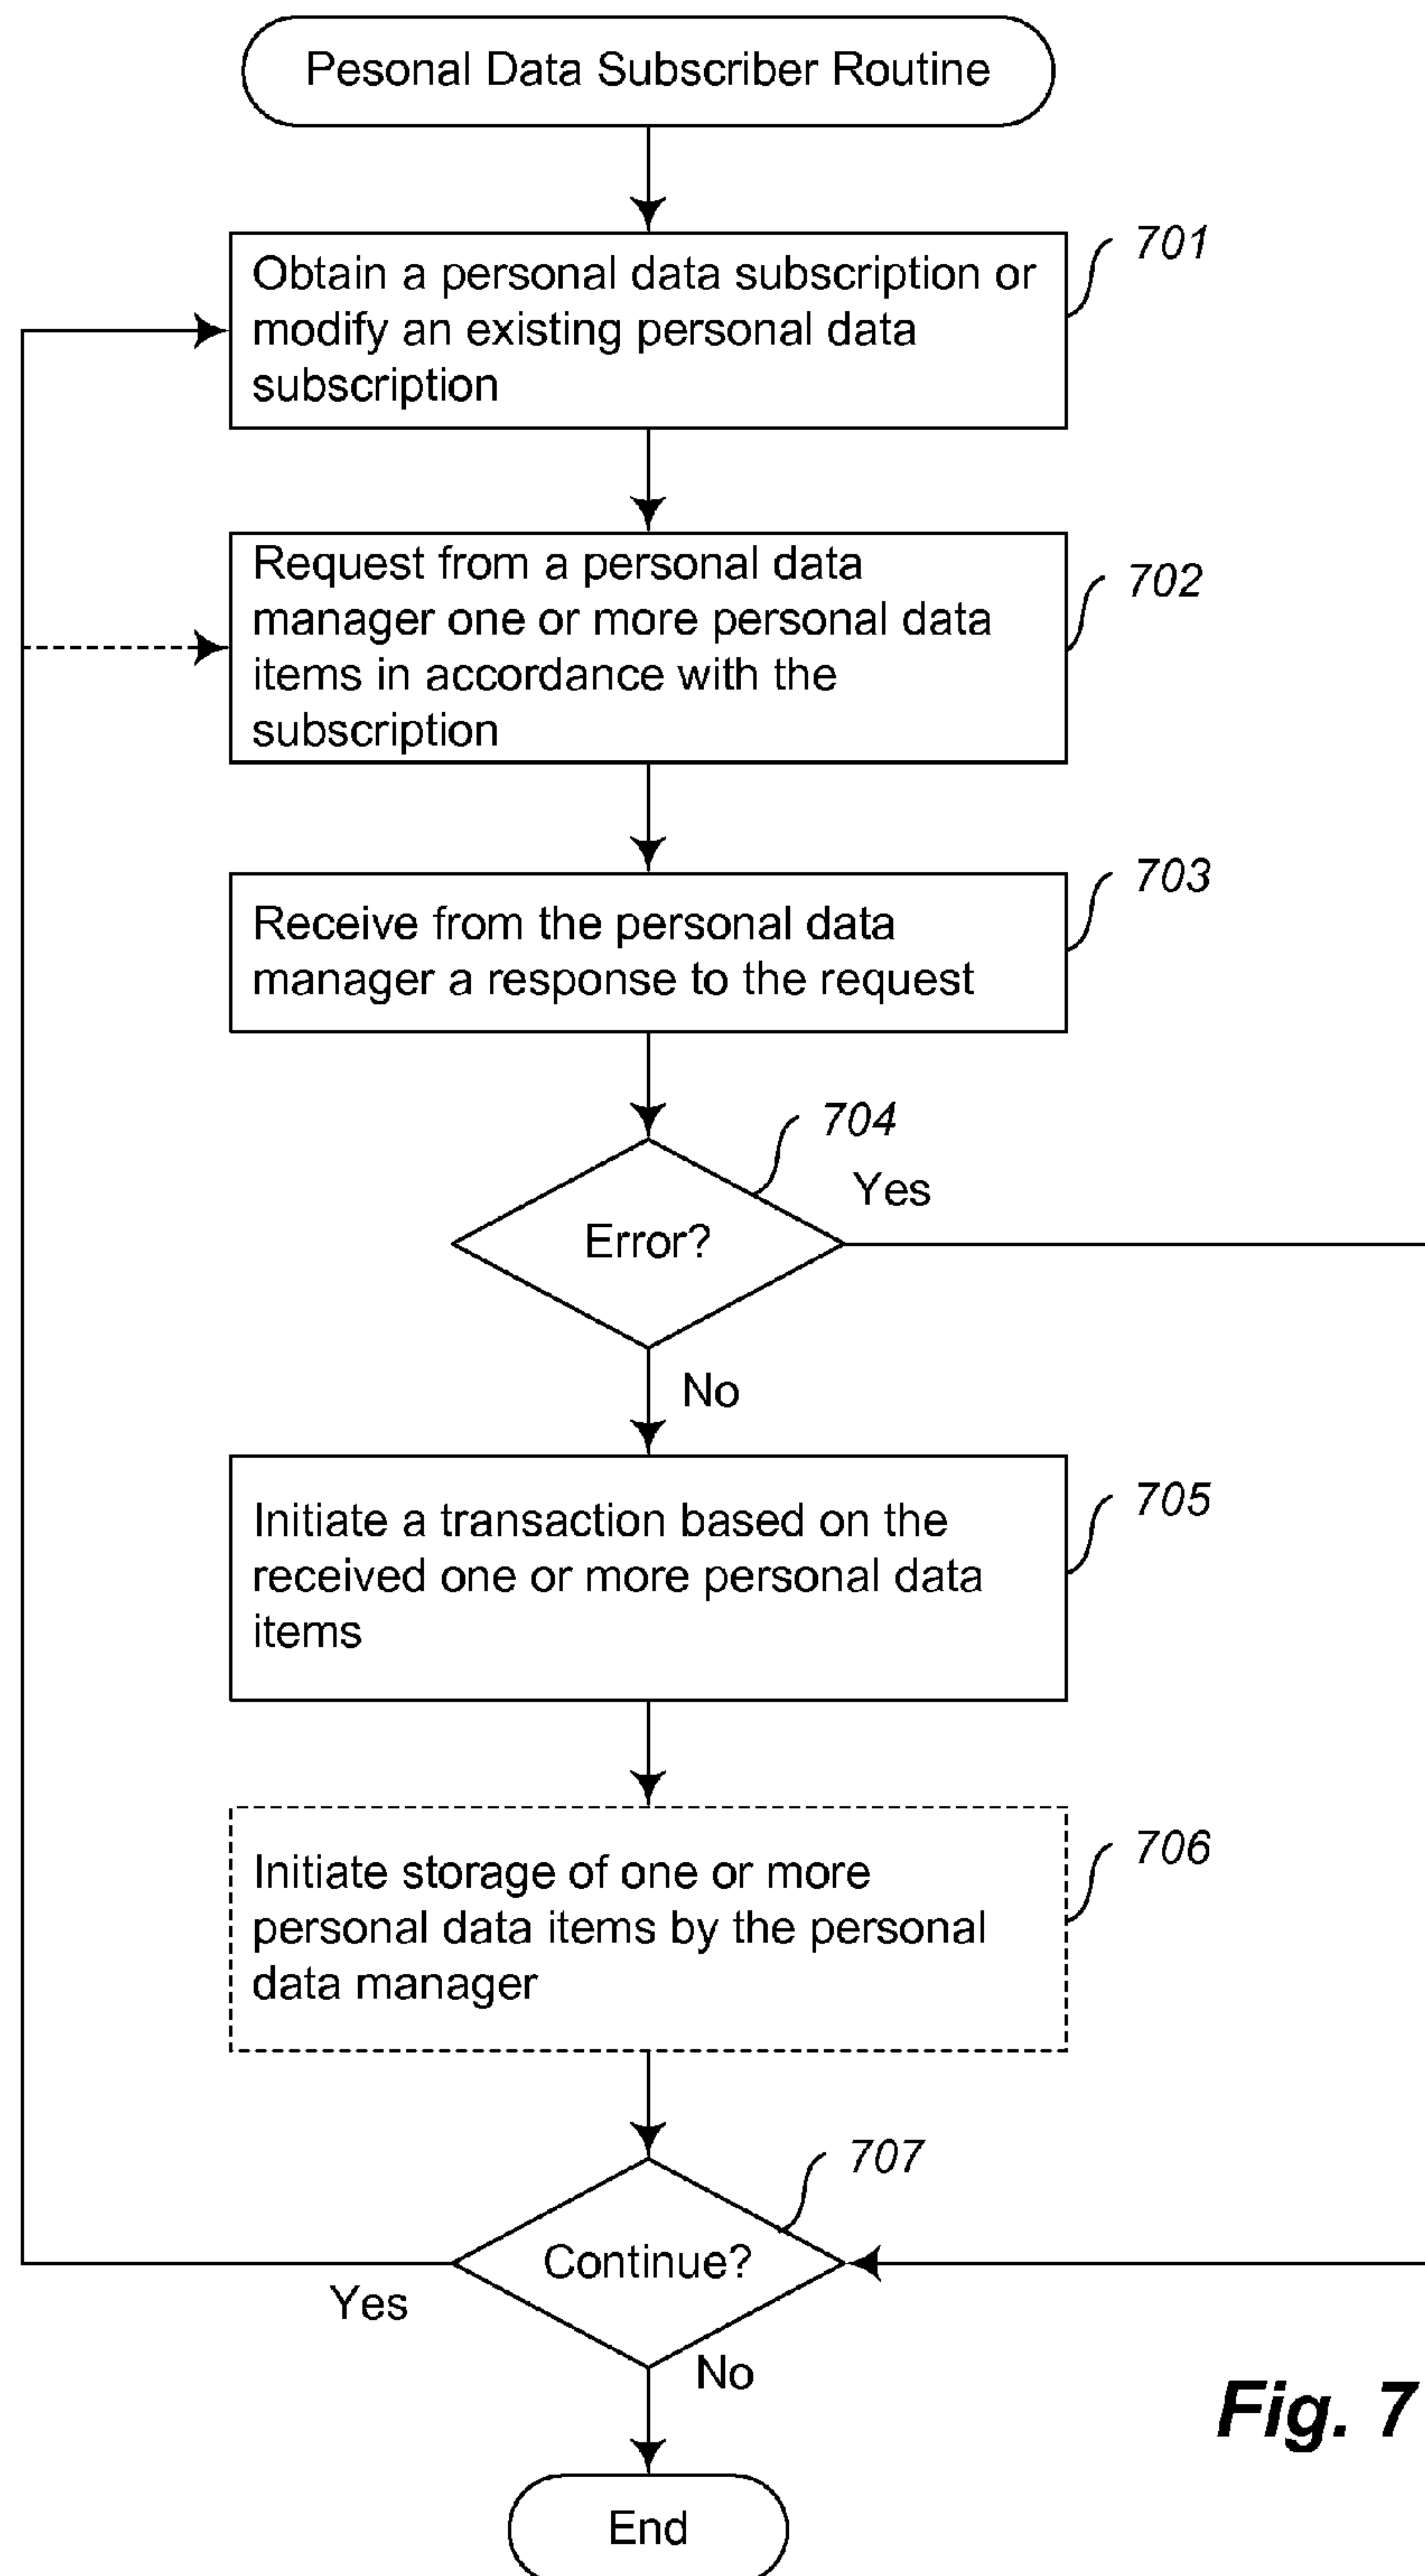 Pesonal Data Subscriber Routine
701
Obtain a personal data subscription or
modify an existing personal data
subscription
702
Request from a personal data
manager one or more personal data
items in accordance with the
subscription
703
Receive from the personal data
manager a response to the request
704
Yes
Error?
No
705
Initiate a transaction based on the
received one or more personal data
items
706
Initiate storage of one or more
personal data items by the personal
data manager
707
Continue?
Yes
No
Fig. 7
End